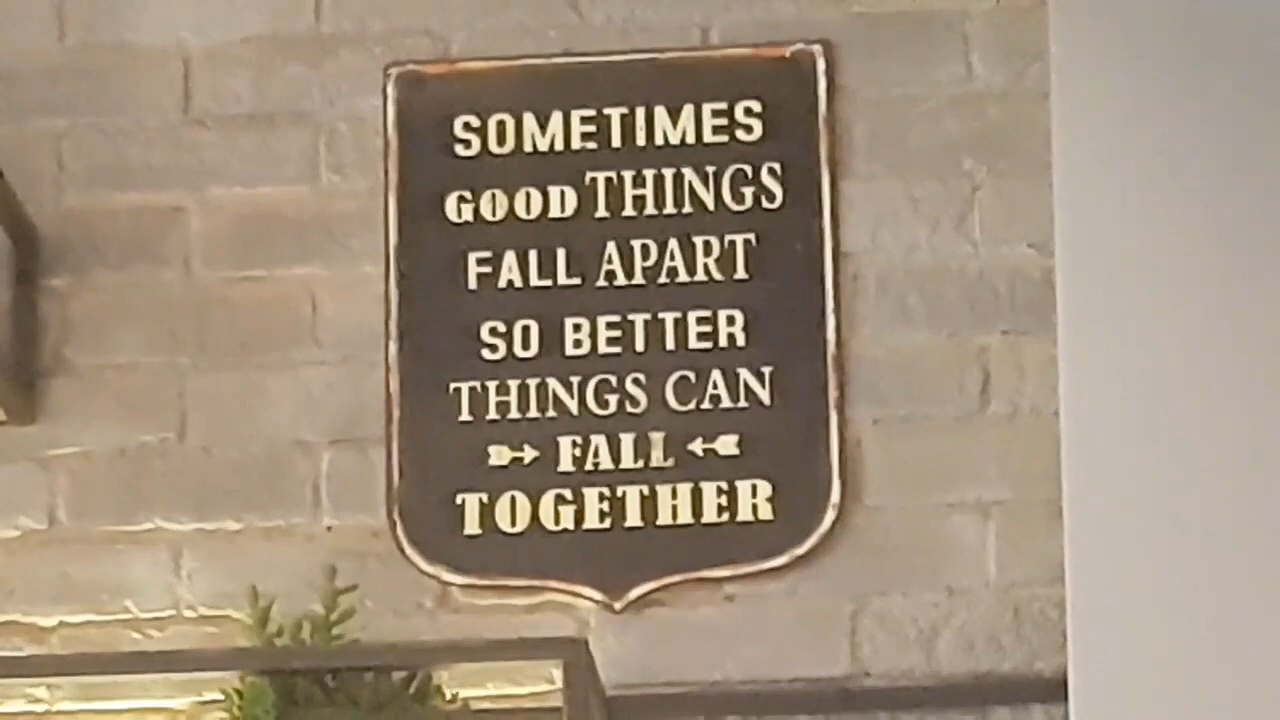 SOMETIMES
GOOD THINGS
FALL APART
SO BETTER
THINGS CAN
FALL
TOGETHER